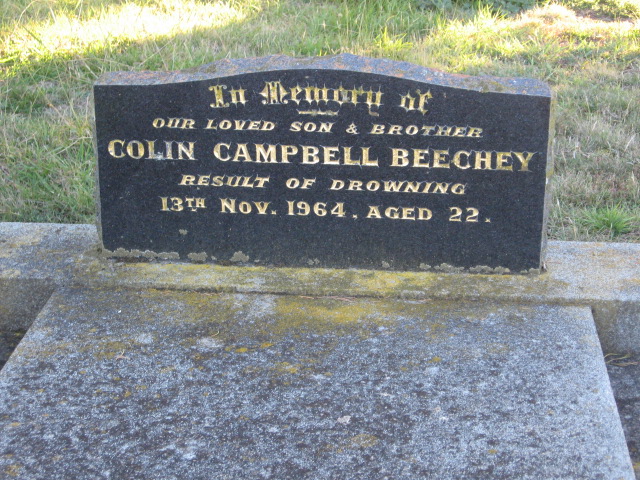 In Memory of
OUR LOVED SON & BROTHER
COLIN CAMPBELL BEECHEY
RESULT OF DROWNING
13TH NOV. 1964. AGED 22.